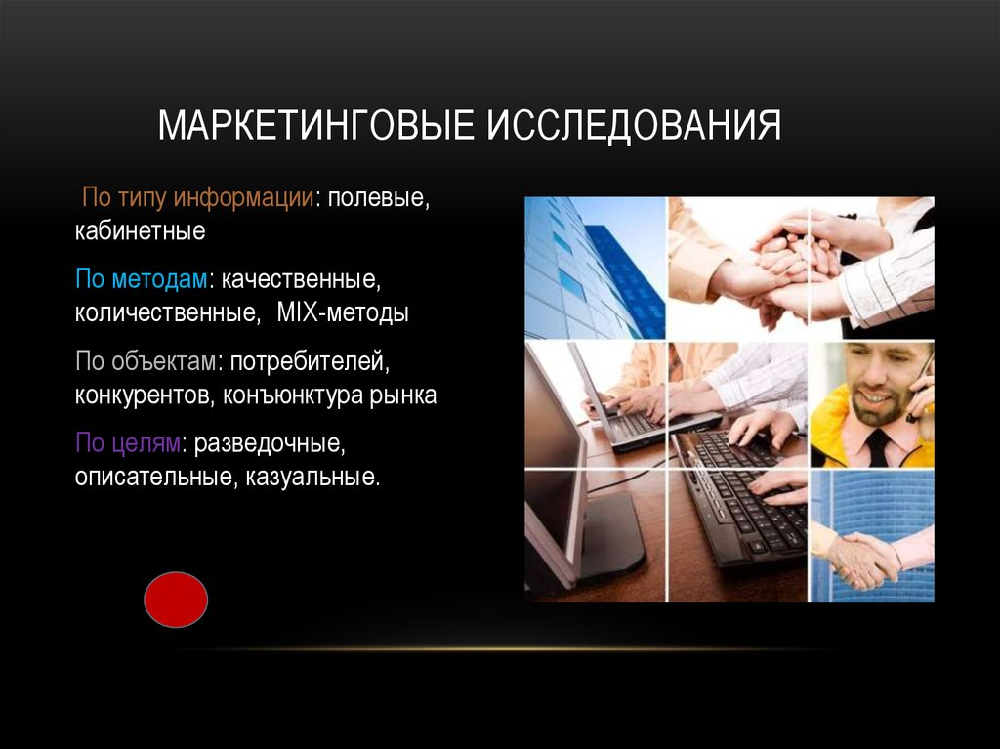 МАРКЕТИНГОВЫЕ ИССЛЕДОВАНИЯ
По типу информации: полевые,
кабинетные
По методам: качественные,
количественные, MIX-методы
По объектам: потребителей,
конкурентов, конъюнктура рынка
По целям: разведочные,
описательные, казуальные.